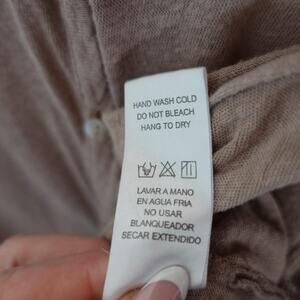 HAND WASH COLD
DO NOT BLEACH
HANG TO DRY
LAVAR A MANO
EN AGUA FRIA
NO USAR
BLANQUEADOR
SECAR EXTENDIDO